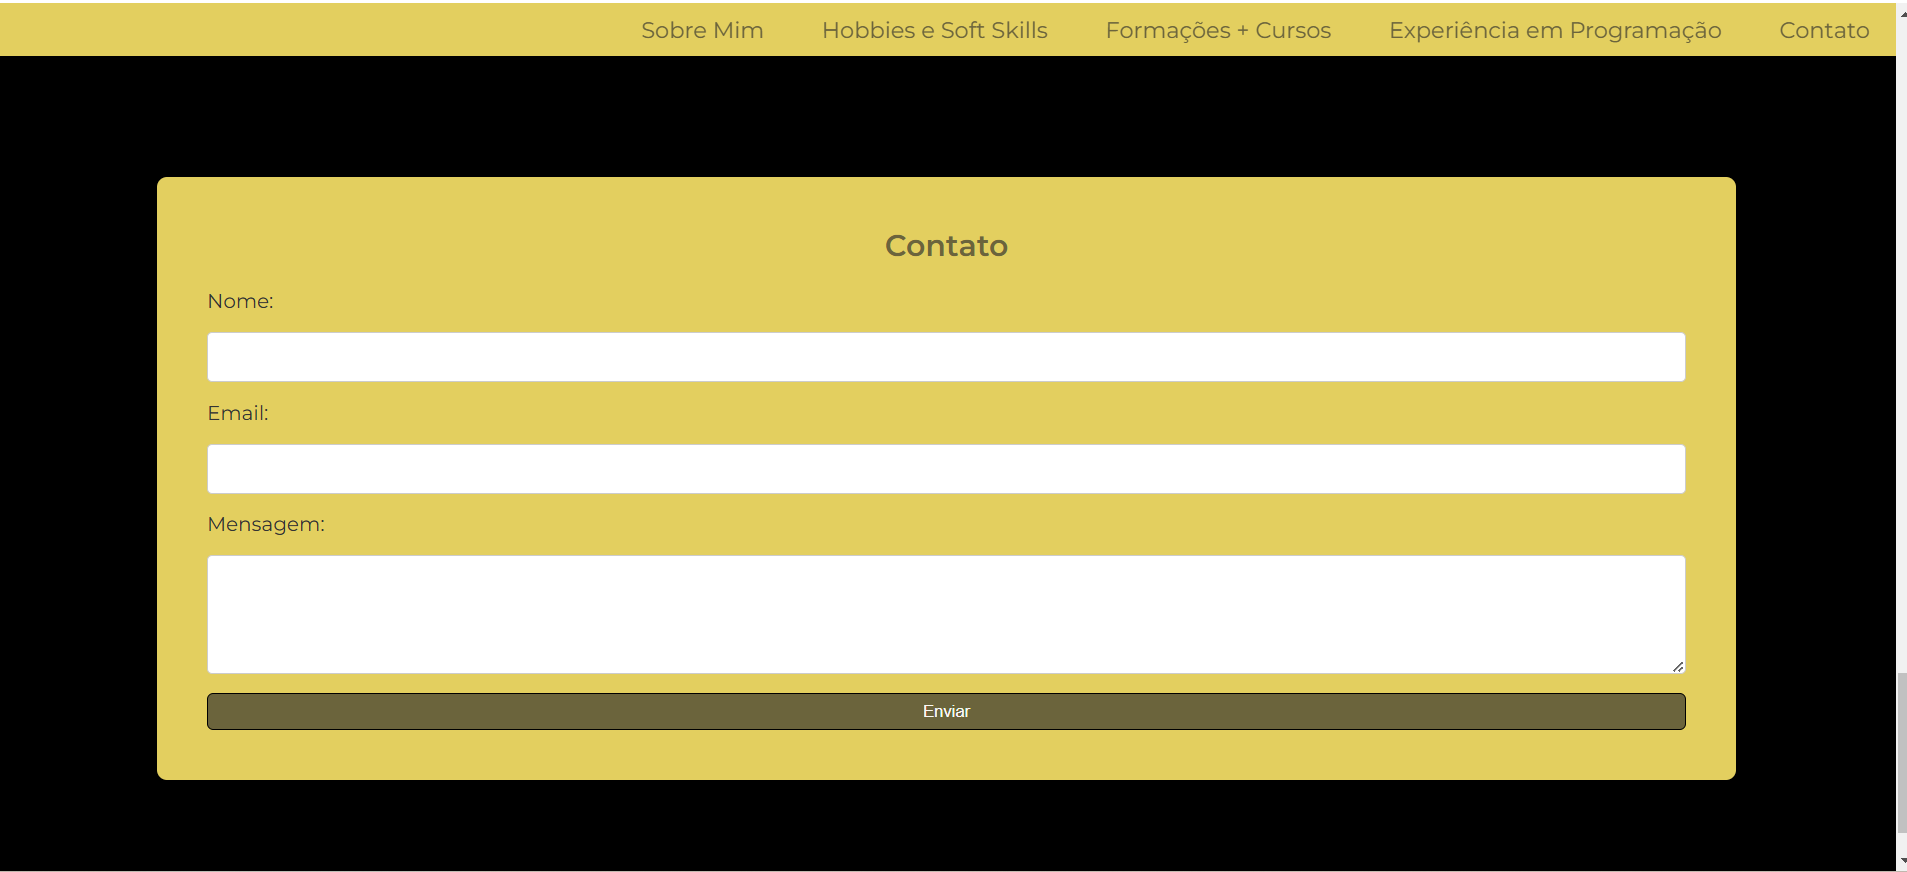 Sobre Mim Hobbies e Soft Skills Formações + Cursos Experiência em Programação Contato
Contato
Nome:
Email:
Mensagem:
Enviar